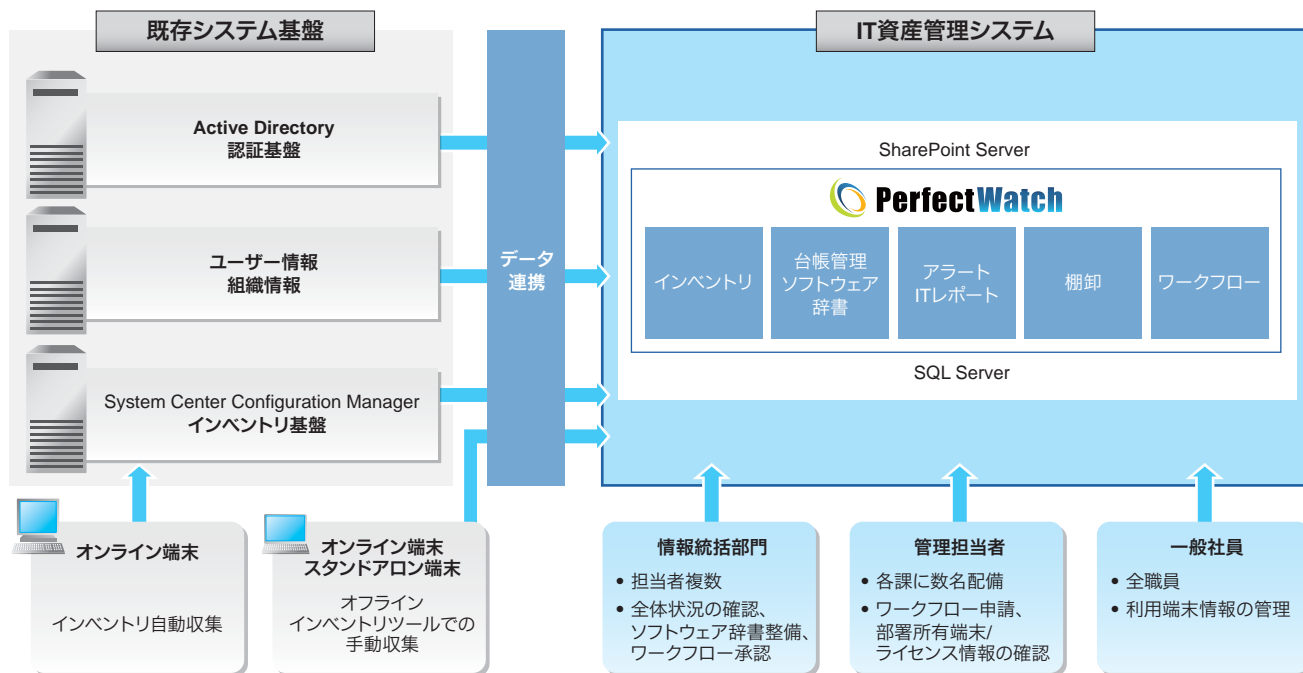 既存システム基盤
Active Directory
認証基盤
ユーザー情報
組織情報
System Center Configuration Manager
インベントリ基盤
オンライン端末
インベントリ自動収集
オンライン端末
スタンドアロン端末
オフライン
インベントリツールでの
手動収集
データ
連携
IT資産管理システム
SharePoint Server
PerfectWatch
インベントリ
台帳管理
ソフトウェア
辞書
アラート
ITレポート
棚卸
ワークフロー
SQL Server
情報統括部門
• 担当者複数
• 全体状況の確認、
ソフトウェア辞書整備、
ワークフロー承認
管理担当者
• 各課に数名配備
• ワークフロー申請、
部署所有端末/
ライセンス情報の確認
一般社員
• 全職員
• 利用端末情報の管理